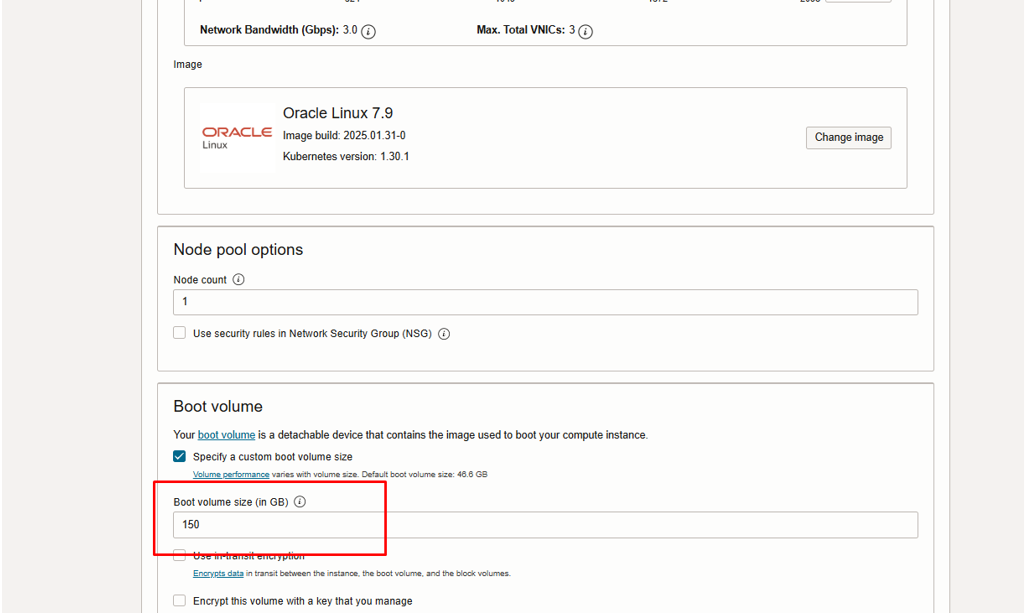 Network Bandwidth (Gbps): 3.0
Max. Total VNICs: 3
Image
ORACLE
Linux
Oracle Linux 7.9
Image build: 2025.01.31-0
Kubernetes version: 1.30.1
Change image
Node pool options
Node count
1
Use security rules in Network Security Group (NSG)
Boot volume
Your boot volume is a detachable device that contains the image used to boot your compute instance.
Specify a custom boot volume size
Volume performance varies with volume size. Default boot volume size: 46.6 GB
Boot volume size (in GB)
150
Use in-transit encryption
Encrypts data in transit between the instance, the boot volume, and the block volumes.
Encrypt this volume with a key that you manage